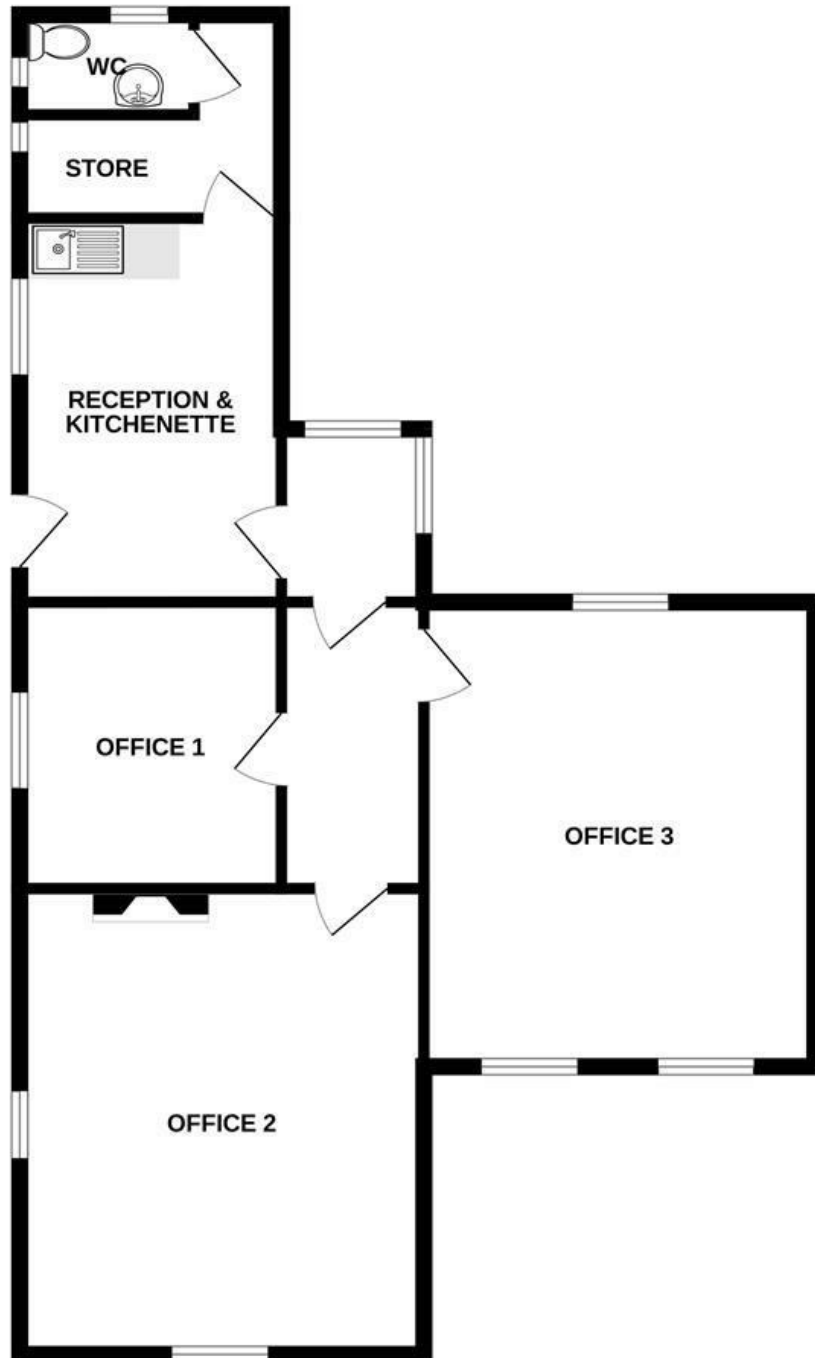 WC
STORE
RECEPTION &
KITCHENETTE
OFFICE 1
OFFICE 3
OFFICE 2